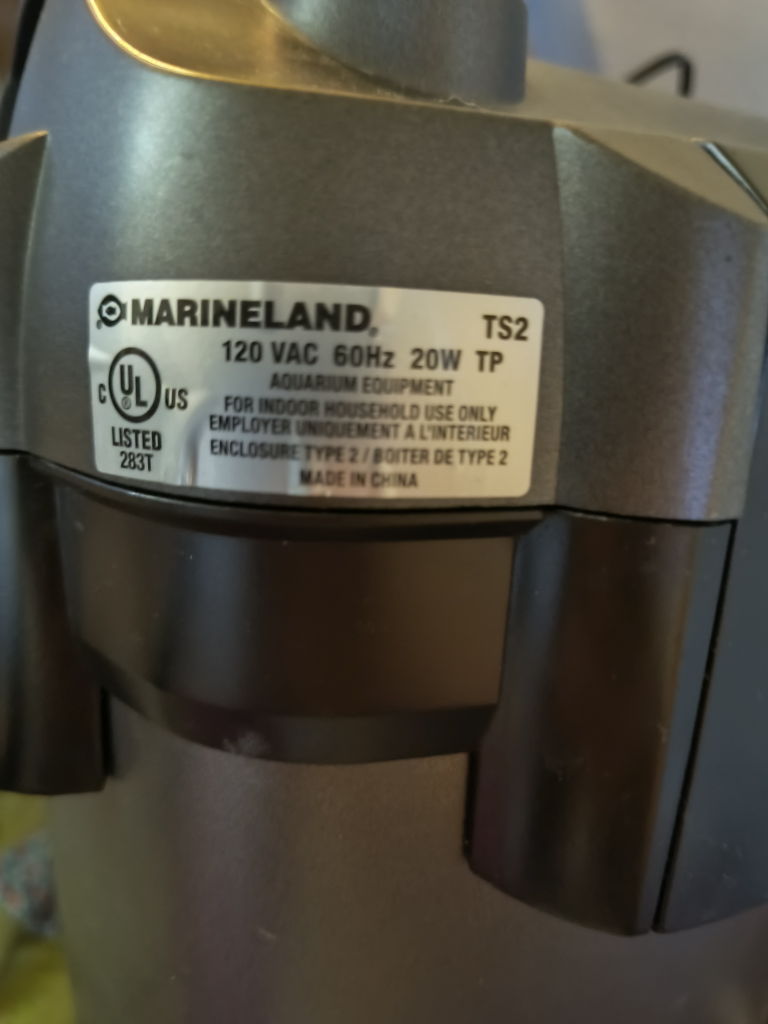 MARINELAND® TS2
120 VAC 60Hz 20W TP
AQUARIUM EQUIPMENT
C UL® US
FOR INDOOR HOUSEHOLD USE ONLY
EMPLOYER UNIQUEMENT A L'INTERIEUR
LISTED
283T
ENCLOSURE TYPE 2 / BOITER DE TYPE 2
MADE IN CHINA